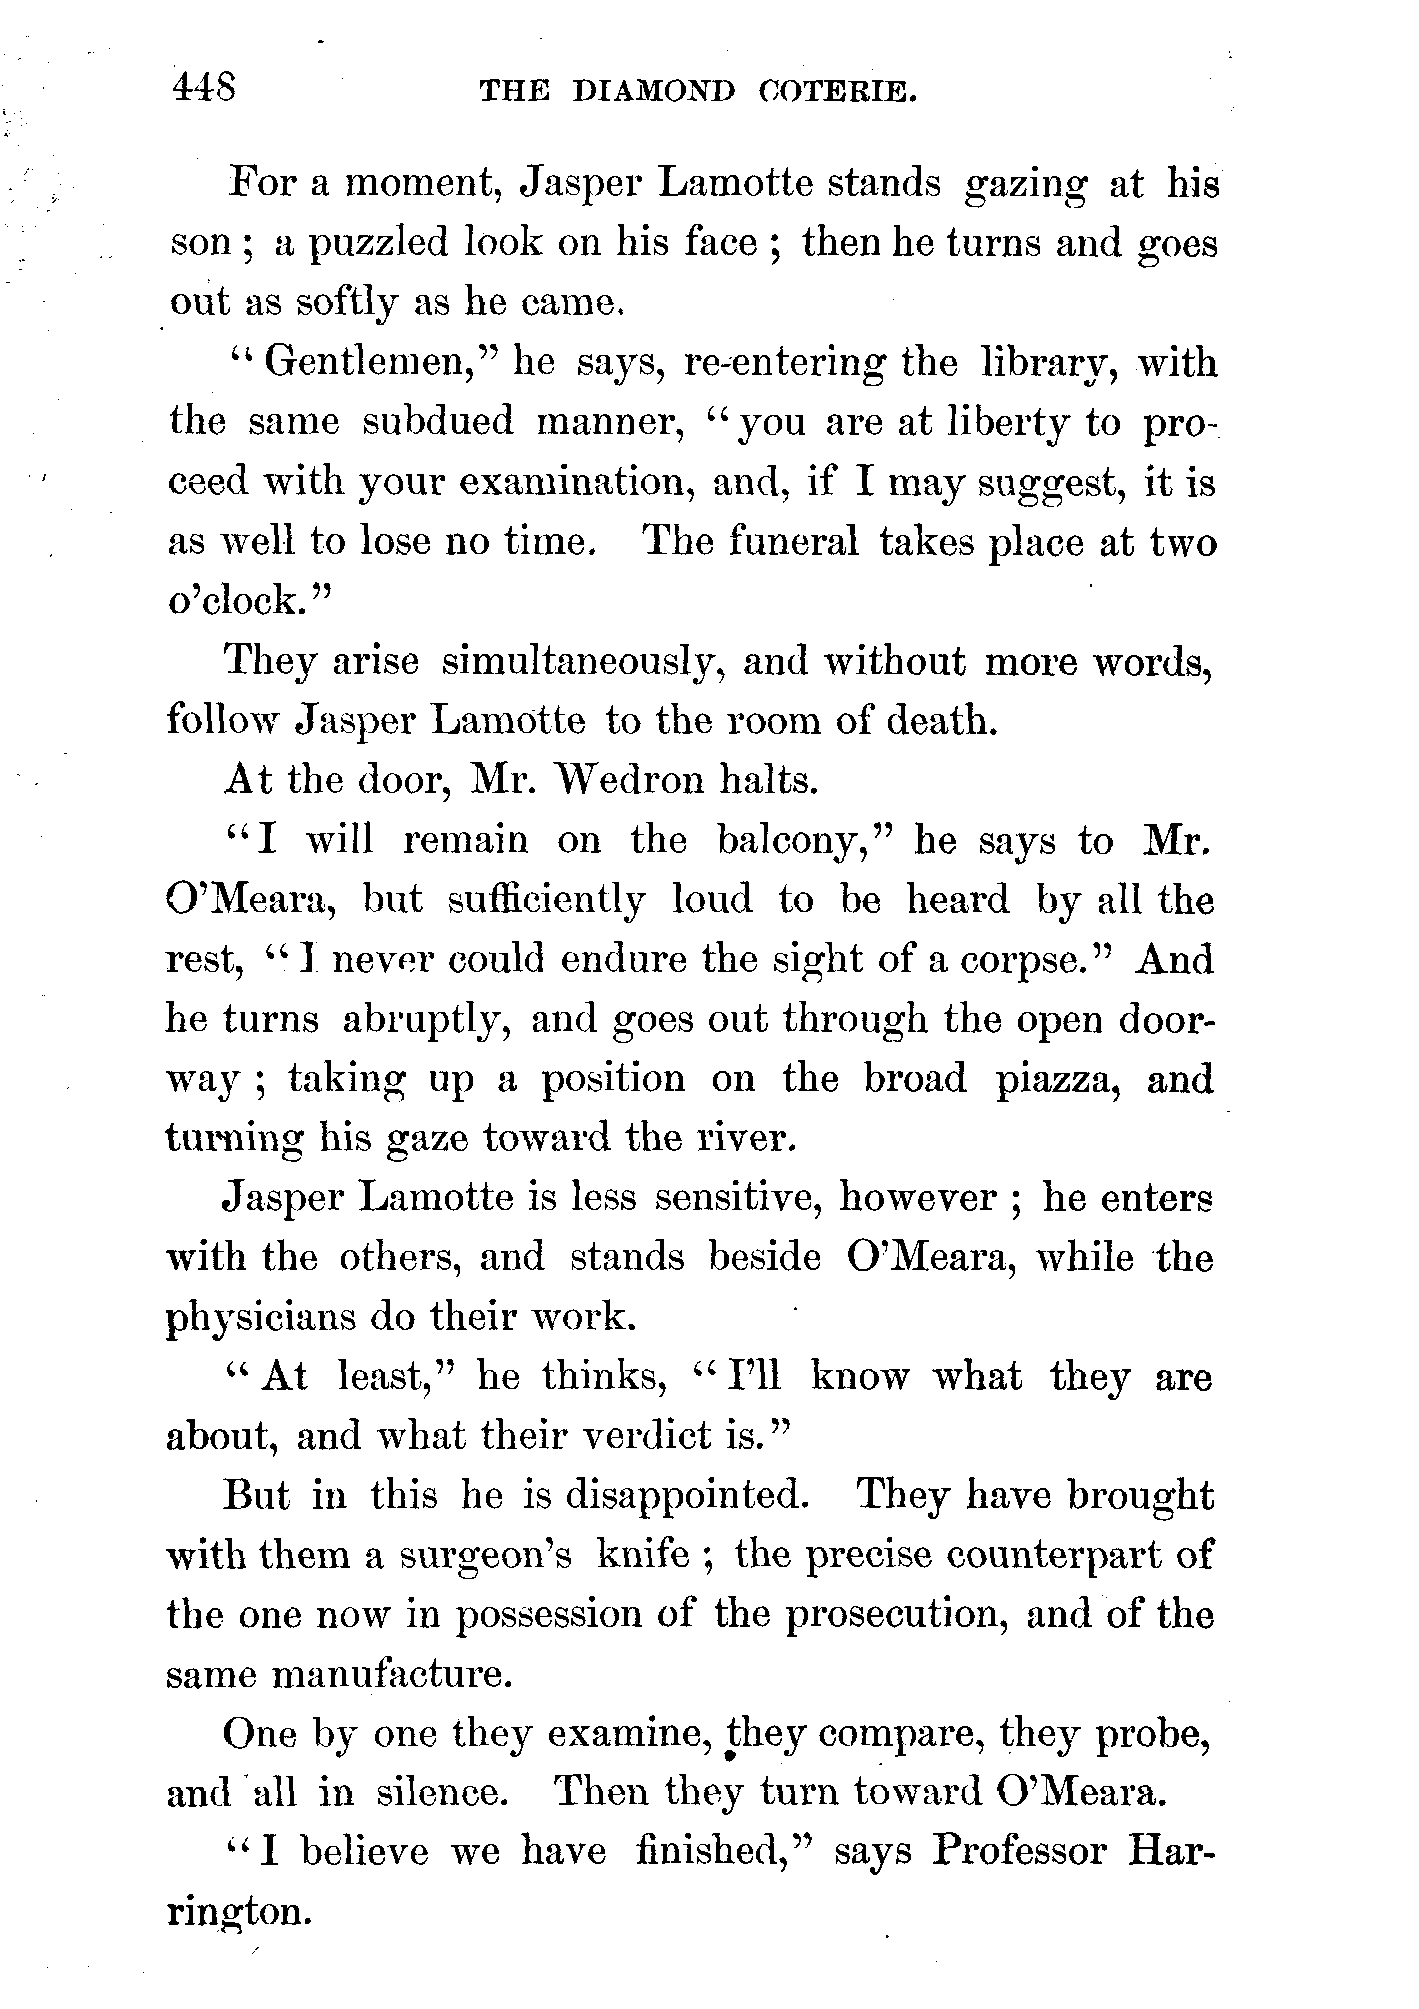 448 THE DIAMOND COTERIE.
For a moment, Jasper Lamotte stands gazing at his
son ; a puzzled look on his face ; then he turns and goes
out as softly as he came.
“ Gentlemen,” he says, re-entering the library, with
the same subdued manner, “ you are at liberty to pro-
ceed with your examination, and, if I may suggest, it is
as well to lose no time. The funeral takes place at two
o’clock.”
They arise simultaneously, and without more words,
follow Jasper Lamotte to the room of death.
At the door, Mr. Wedron halts.
“ I will remain on the balcony,” he says to Mr.
O’Meara, but sufficiently loud to be heard by all the
rest, “ I never could endure the sight of a corpse.” And
he turns abruptly, and goes out through the open door-
way ; taking up a position on the broad piazza, and
turning his gaze toward the river.
Jasper Lamotte is less sensitive, however ; he enters
with the others, and stands beside O’Meara, while the
physicians do their work.
“ At least,” he thinks, “ I’ll know what they are
about, and what their verdict is.”
But in this he is disappointed. They have brought
with them a surgeon’s knife ; the precise counterpart of
the one now in possession of the prosecution, and of the
same manufacture.
One by one they examine, they compare, they probe,
and all in silence. Then they turn toward O’Meara.
“ I believe we have finished,” says Professor Har-
rington.